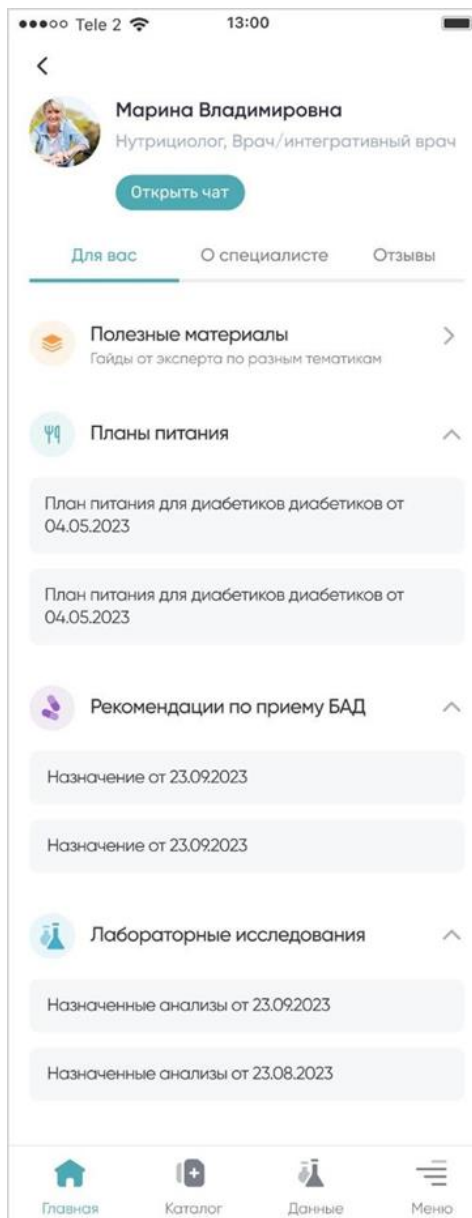 Tele 2
13:00
Марина Владимировна
Нутрициолог, Врач/интегративный врач
Открыть чат
Для вас
О специалисте
Отзывы
Полезные материалы
Гайды от эксперта по разным тематикам
Планы питания
План питания для диабетиков диабетиков от
04.05.2023
План питания для диабетиков диабетиков от
04.05.2023
Рекомендации по приему БАД
Назначение от 23.09.2023
Назначение от 23.09.2023
Лабораторные исследования
Назначенные анализы от 23.09.2023
Назначенные анализы от 23.08.2023
Главная
Каталог
Данные
Меню